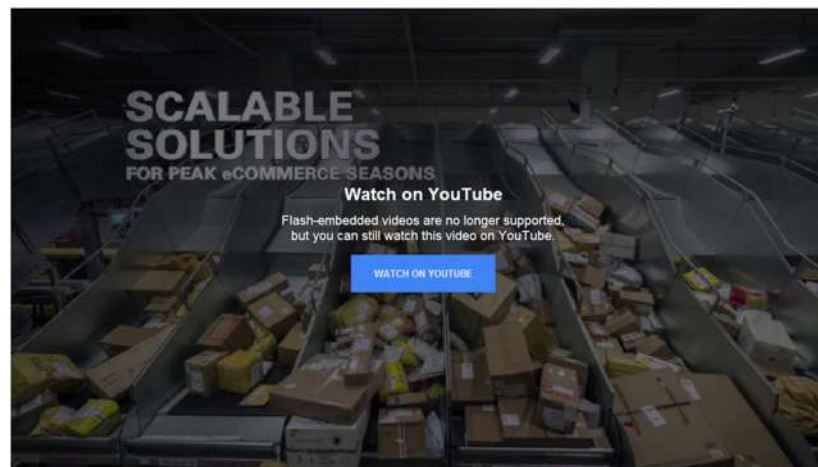 SCALABLE
SOLUTIONS
FOR PEAK eCOMMERCE SEASONS
Watch on YouTube
Flash-embedded videos are no longer supported,
but you can still watch this video on YouTube.
WATCH ON YOUTUBE